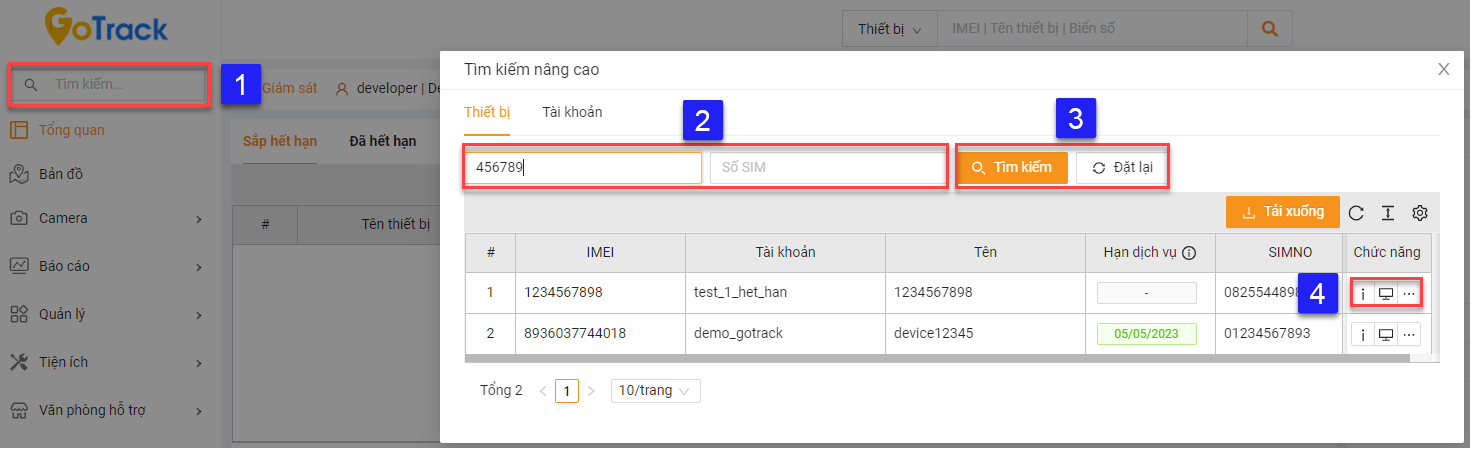 GoTrack
Thiết bị
IMEI | Tên thiết bị | Biển số
Tìm kiếm...
1
Giám sát
developer | De
Tổng quan
Bản đồ
Camera
Báo cáo
Quản lý
Tiện ích
Văn phòng hỗ trợ
Sắp hết hạn
Đã hết hạn
#
Tên thiết bị
Tìm kiếm nâng cao
X
Thiết bị
Tài khoản
2
3
456789
Số SIM
Tìm kiếm
Đặt lại
Tải xuống
# IMEI Tài khoản Tên Hạn dịch vụ SIMNO Chức năng
1 1234567898 test_1_het_han 1234567898 - 0825544898
4
2 8936037744018 demo_gotrack device12345 05/05/2023 01234567893
Tổng 2 < 1 > 10/trang